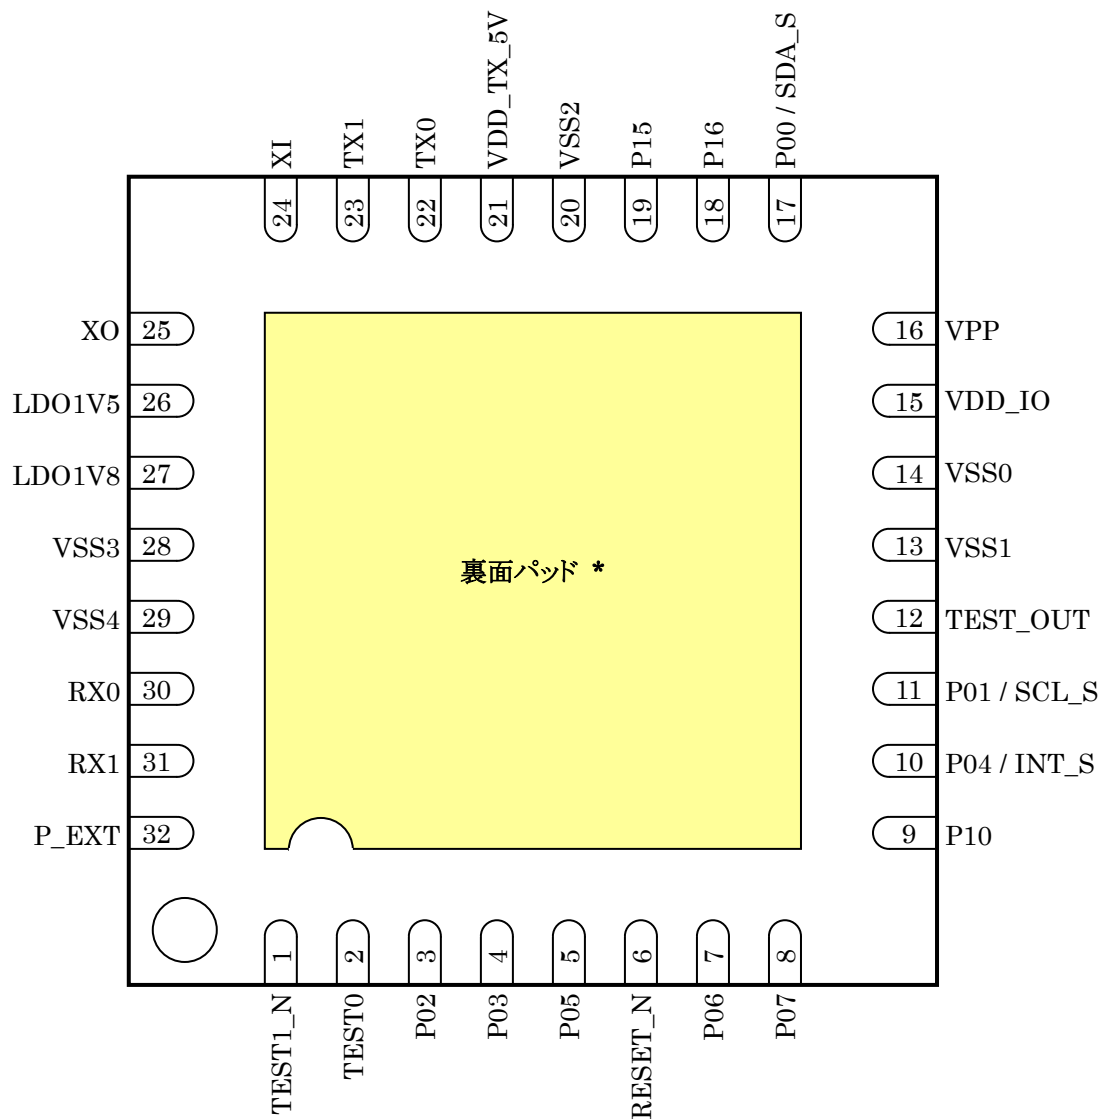 XI
TX1
TX0
VDD_TX_5V
VSS2
P15
P16
P00 / SDA_S
24
23
22
21
20
19
18
17
XO 25
LDO1V5 26
LDO1V8 27
VSS3 28
VSS4 29
RX0 30
RX1 31
P_EXT 32
裏面パッド *
16 VPP
15 VDD_IO
14 VSS0
13 VSS1
12 TEST_OUT
11 P01 / SCL_S
10 P04 / INT_S
9 P10
1
2
3
4
5
6
7
8
TEST1_N
TEST0
P02
P03
P05
RESET_N
P06
P07